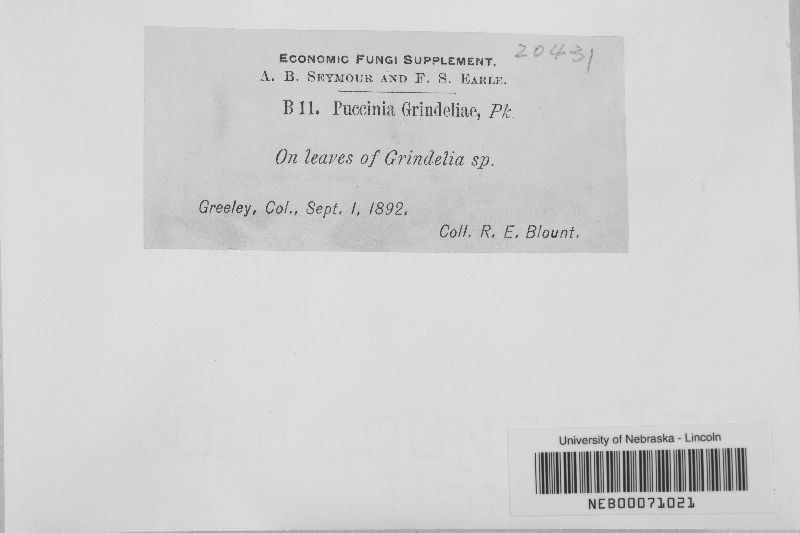 20431
ECONOMIC FUNGI SUPPLEMENT.
A. B. SEYMOUR AND F. S. EARLE.
B 11. Puccinia Grindeliae, Pk.
On leaves of Grindelia sp.
Greeley, Col., Sept. 1, 1892.
Coll. R. E. Blount.
University of Nebraska - Lincoln
NEB00071021